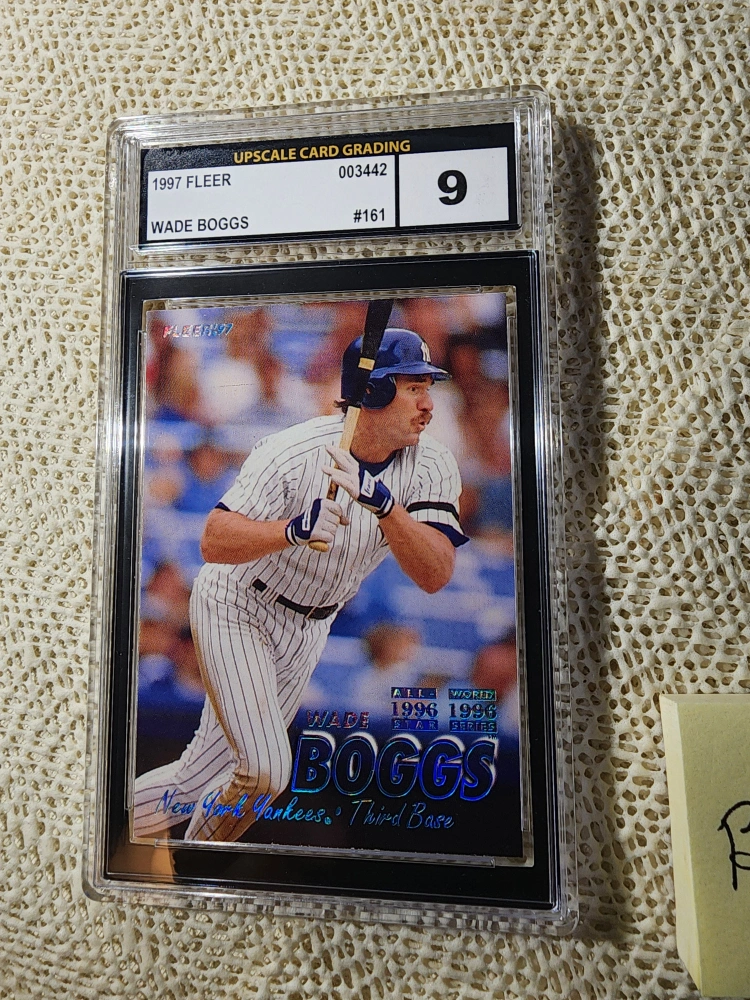 UPSCALE CARD GRADING
1997 FLEER 003442
9
WADE BOGGS #161
FLEER '97
NY
ALL- WORLD
1996 1996
STAR SERIES
WADE
BOGGS
New York Yankees® Third Base